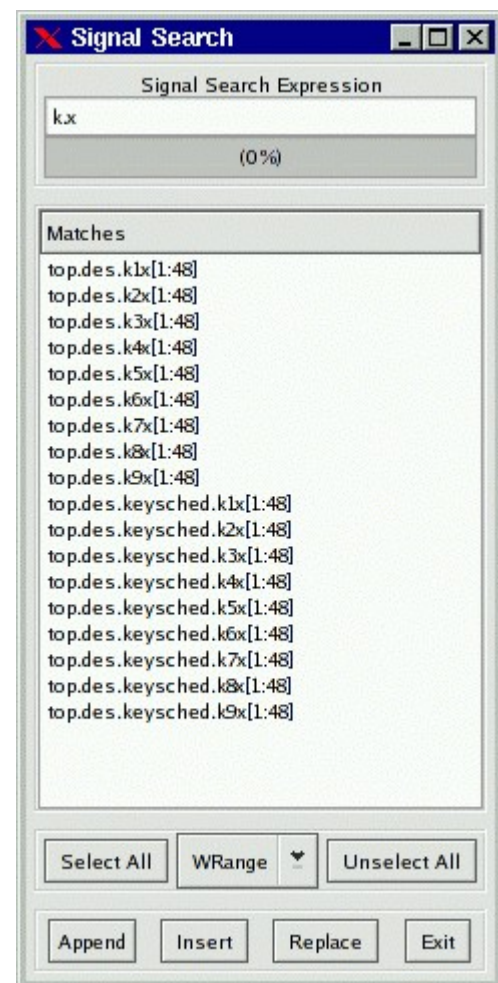 Signal Search
Signal Search Expression
k.x
(0%)
Matches
top.des.k1x[1:48]
top.des.k2x[1:48]
top.des.k3x[1:48]
top.des.k4x[1:48]
top.des.k5x[1:48]
top.des.k6x[1:48]
top.des.k7x[1:48]
top.des.k8x[1:48]
top.des.k9x[1:48]
top.des.keysched.k1x[1:48]
top.des.keysched.k2x[1:48]
top.des.keysched.k3x[1:48]
top.des.keysched.k4x[1:48]
top.des.keysched.k5x[1:48]
top.des.keysched.k6x[1:48]
top.des.keysched.k7x[1:48]
top.des.keysched.k8x[1:48]
top.des.keysched.k9x[1:48]
Select All WRange Unselect All
Append Insert Replace Exit